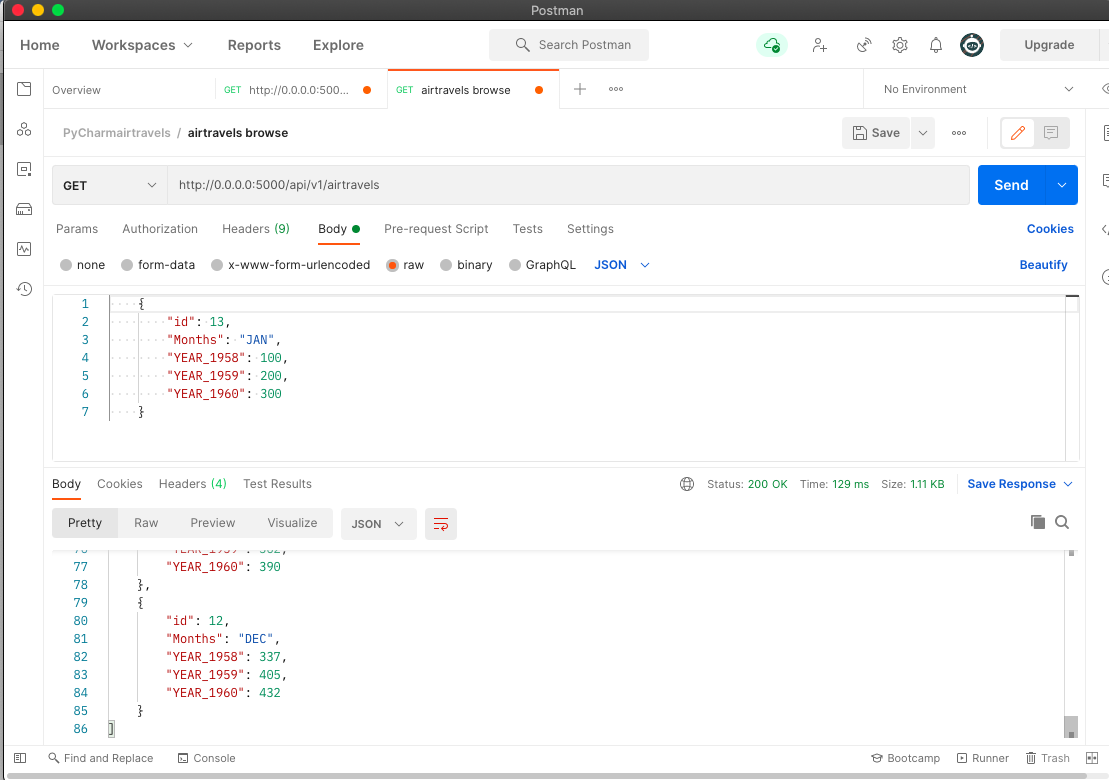 Postman
Home Workspaces Reports Explore Search Postman Upgrade
Overview GET http://0.0.0.0:500... GET airtravels browse No Environment
PyCharmairtravels / airtravels browse Save
GET http://0.0.0.0:5000/api/v1/airtravels Send
Params Authorization Headers (9) Body Pre-request Script Tests Settings Cookies
none form-data x-www-form-urlencoded raw binary GraphQL JSON Beautify
1 {
2 "id": 13,
3 "Months": "JAN",
4 "YEAR_1958": 100,
5 "YEAR_1959": 200,
6 "YEAR_1960": 300
7 }
Body Cookies Headers (4) Test Results Status: 200 OK Time: 129 ms Size: 1.11 KB Save Response
Pretty Raw Preview Visualize JSON
76 "YEAR_1959": 362,
77 "YEAR_1960": 390
78 },
79 {
80 "id": 12,
81 "Months": "DEC",
82 "YEAR_1958": 337,
83 "YEAR_1959": 405,
84 "YEAR_1960": 432
85 }
86 ]
Find and Replace Console Bootcamp Runner Trash